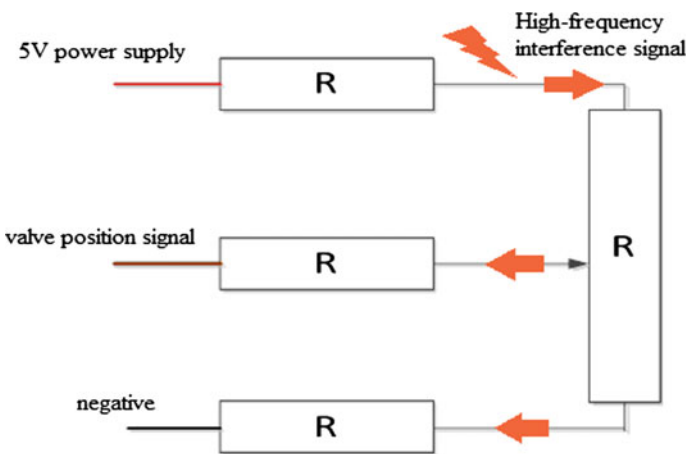 High-frequency
interference signal
5V power supply
R
valve position signal
R
R
negative
R